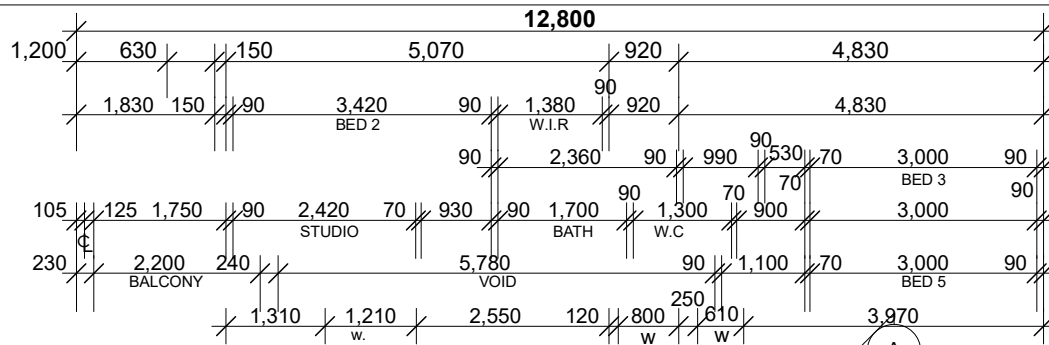 12,800
1,200 630 150 5,070 920 4,830
90
1,830 150 90 3,420 90 1,380 920 4,830
BED 2 W.I.R
90
90 2,360 90 990 530 70 3,000 90
BED 3
90 70 70 90
105 125 1,750 90 2,420 70 930 90 1,700 1,300 900 3,000
STUDIO BATH W.C
230 2,200 240 5,780 90 1,100 70 3,000 90
BALCONY VOID BED 5
250
1,310 1,210 2,550 120 800 610 3,970
w. W W